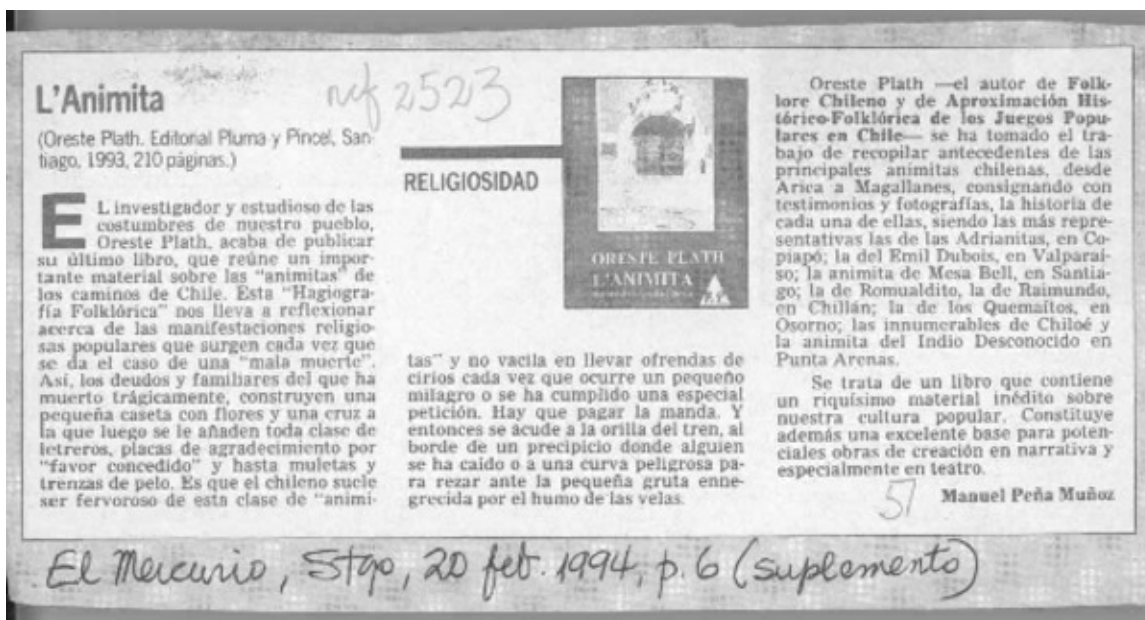 L'Animita
(Oreste Plath. Editorial Pluma y Pincel, San-
tiago, 1993, 210 páginas.)
ref 2523
EL investigador y estudioso de las
costumbres de nuestro pueblo,
Oreste Plath, acaba de publicar
su último libro, que reúne un impor-
tante material sobre las "animitas" de
los caminos de Chile. Esta "Hagiogra-
fía Folklórica" nos lleva a reflexionar
acerca de las manifestaciones religio-
sas populares que surgen cada vez que
se da el caso de una "mala muerte".
Así, los deudos y familiares del que ha
muerto trágicamente, construyen una
pequeña caseta con flores y una cruz a
la que luego se le añaden toda clase de
letreros, placas de agradecimiento por
"favor concedido" y hasta muletas y
trenzas de pelo. Es que el chileno suele
ser fervoroso de esta clase de "animi-
RELIGIOSIDAD
ORESTE PLATH
L'ANIMITA
tas" y no vacila en llevar ofrendas de
cirios cada vez que ocurre un pequeño
milagro o se ha cumplido una especial
petición. Hay que pagar la manda. Y
entonces se acude a la orilla del tren, al
borde de un precipicio donde alguien
se ha caído o a una curva peligrosa pa-
ra rezar ante la pequeña gruta enne-
grecida por el humo de las velas.
Oreste Plath —el autor de Folk-
lore Chileno y de Aproximación His-
tórico-Folklórica de los Juegos Popu-
lares en Chile— se ha tomado el tra-
bajo de recopilar antecedentes de las
principales animitas chilenas, desde
Arica a Magallanes, consignando con
testimonios y fotografías, la historia de
cada una de ellas, siendo las más repre-
sentativas las de las Adrianitas, en Co-
piapó; la del Emil Dubois, en Valparaí-
so; la animita de Mesa Bell, en Santia-
go; la de Romualdito, la de Raimundo,
en Chillán; la de los Quemaítos, en
Osorno; las innumerables de Chiloé y
la animita del Indio Desconocido en
Punta Arenas.
Se trata de un libro que contiene
un riquísimo material inédito sobre
nuestra cultura popular. Constituye
además una excelente base para poten-
ciales obras de creación en narrativa y
especialmente en teatro.
51
Manuel Peña Muñoz
El Mercurio, Stgo, 20 feb. 1994, p. 6 (suplemento)